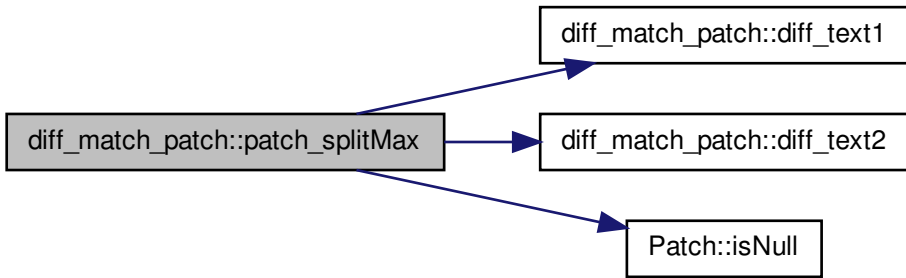 diff_match_patch::diff_text1
diff_match_patch::patch_splitMax
diff_match_patch::diff_text2
Patch::isNull